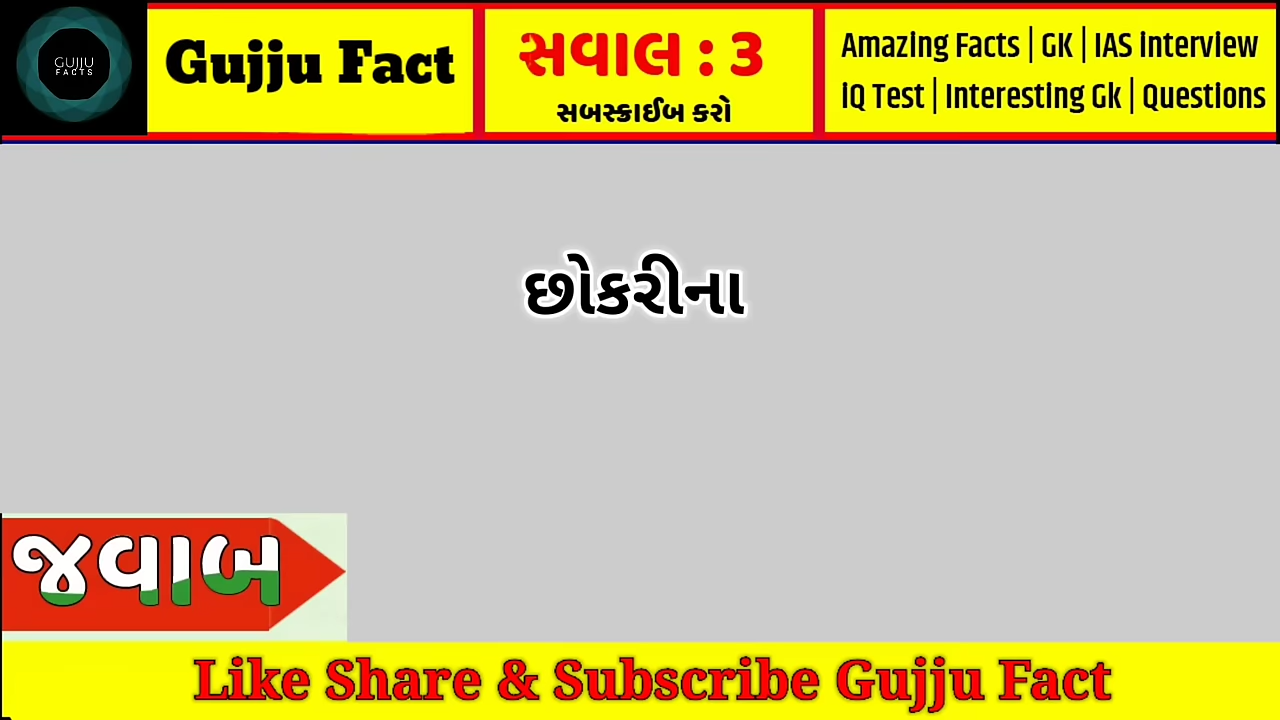 GUJJU
FACTS
Gujju Fact
સવાલ : ૩
સબસ્ક્રાઈબ કરો
Amazing Facts | GK | IAS interview
iQ Test | Interesting Gk | Questions
છોકરીના
જવાબ
Like Share & Subscribe Gujju Fact